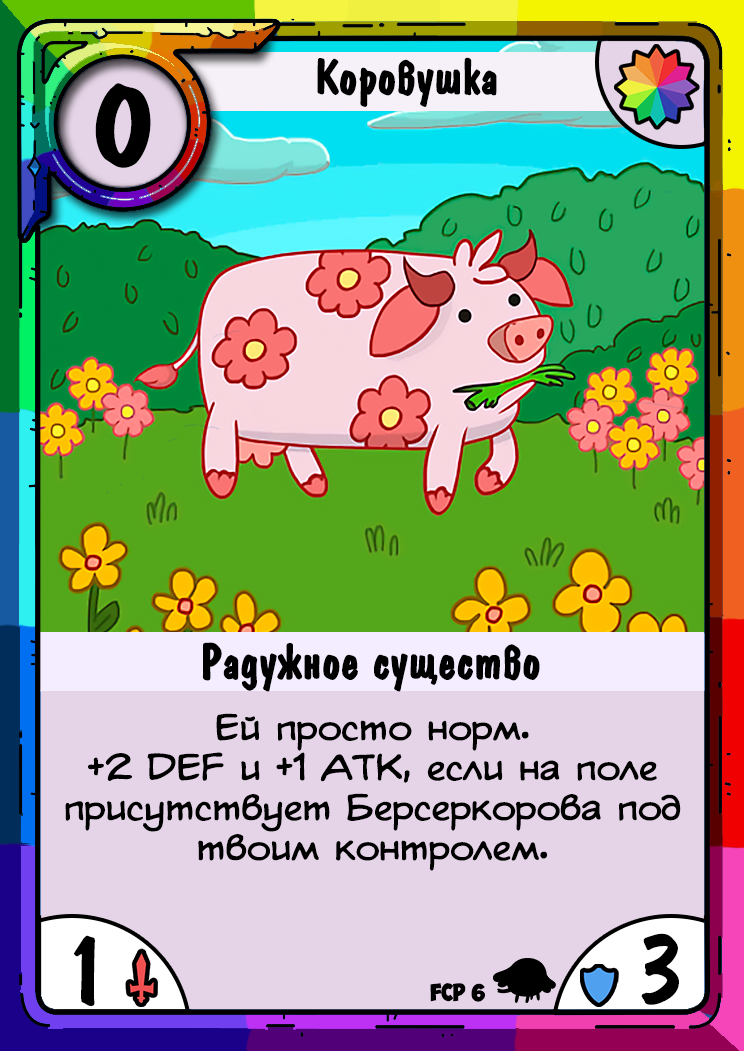 0
Коровушка
Радужное существо
Ей просто норм.
+2 DEF и +1 ATK, если на поле
присутствует Берсеркорова под
твоим контролем.
1
FCP 6
3